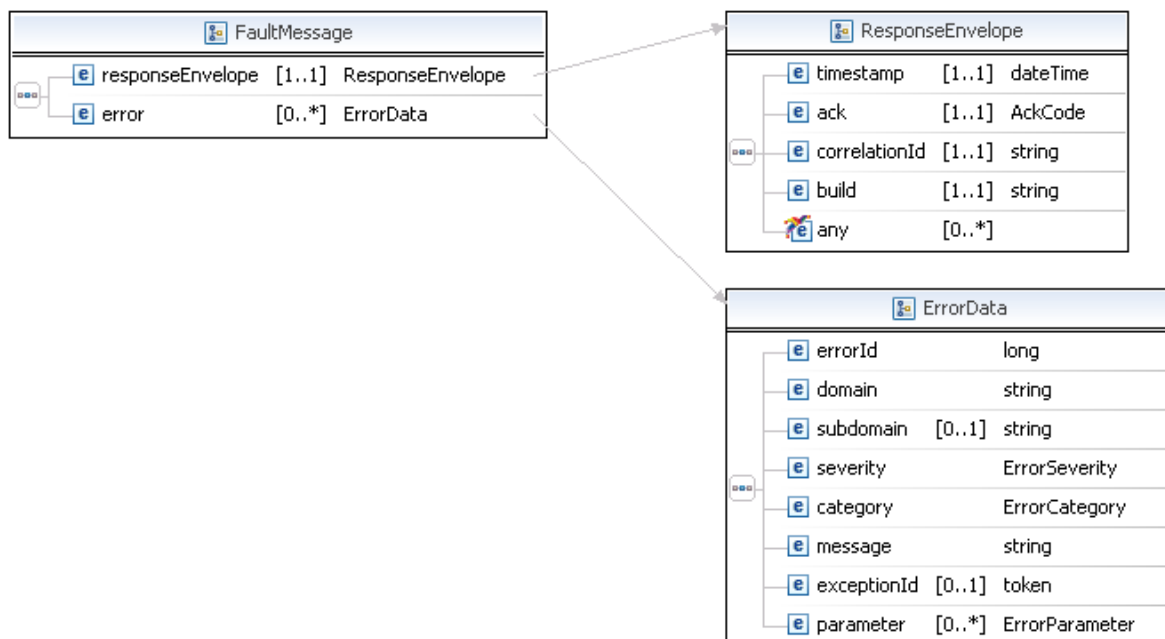 FaultMessage
responseEnvelope [1..1] ResponseEnvelope
error [0..*] ErrorData
ResponseEnvelope
timestamp [1..1] dateTime
ack [1..1] AckCode
correlationId [1..1] string
build [1..1] string
any [0..*]
ErrorData
errorId long
domain string
subdomain [0..1] string
severity ErrorSeverity
category ErrorCategory
message string
exceptionId [0..1] token
parameter [0..*] ErrorParameter